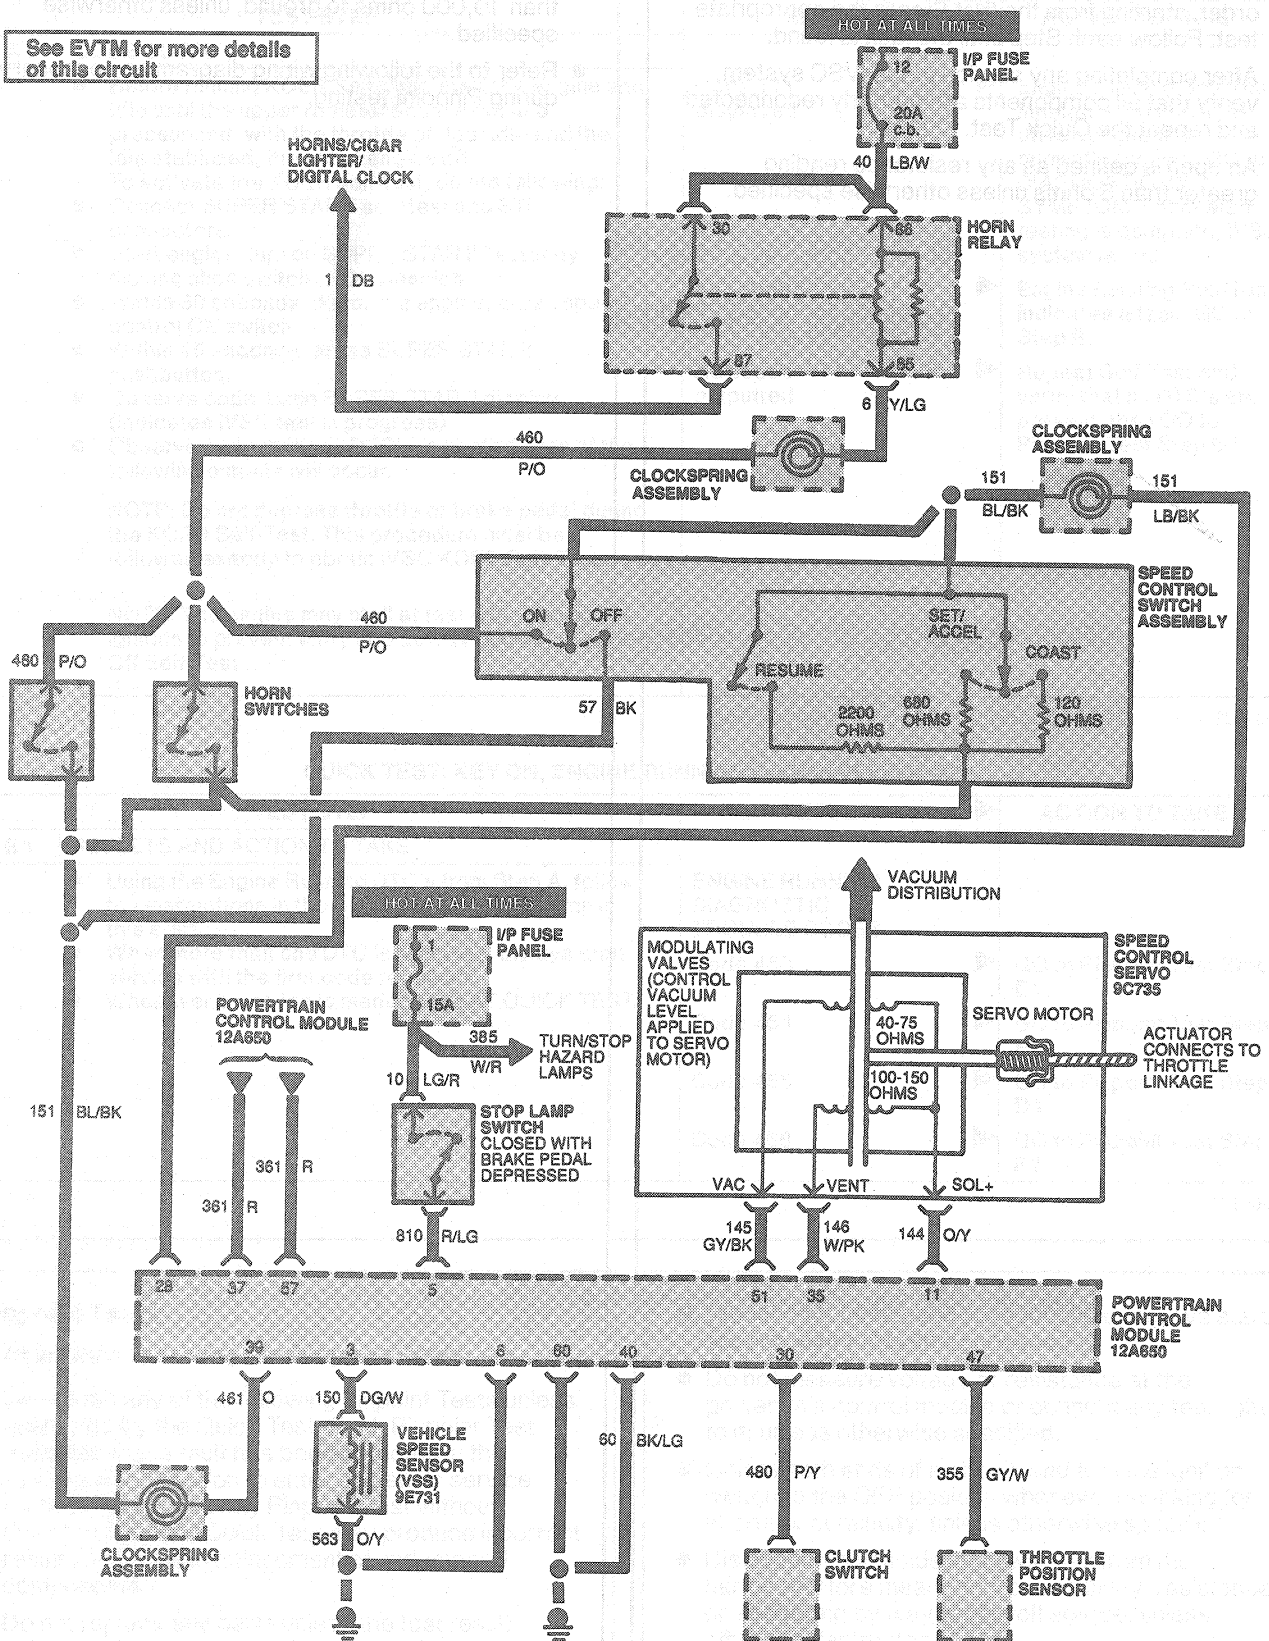 See EVTM for more details
of this circuit
HOT AT ALL TIMES
I/P FUSE
PANEL
12
20A
c.b.
40 LB/W
HORNS/CIGAR
LIGHTER/
DIGITAL CLOCK
1 DB
30
86
HORN
RELAY
87
85
6 Y/LG
460
P/O
CLOCKSPRING
ASSEMBLY
CLOCKSPRING
ASSEMBLY
151
BL/BK
151
LB/BK
SPEED
CONTROL
SWITCH
ASSEMBLY
ON
OFF
SET/
ACCEL
COAST
RESUME
2200
OHMS
680
OHMS
120
OHMS
460
P/O
460 P/O
HORN
SWITCHES
57 BK
HOT AT ALL TIMES
I/P FUSE
PANEL
1
15A
385
W/R
TURN/STOP
HAZARD
LAMPS
10 LG/R
STOP LAMP
SWITCH
CLOSED WITH
BRAKE PEDAL
DEPRESSED
810 R/LG
POWERTRAIN
CONTROL MODULE
12A650
361 R
361 R
151 BL/BK
VACUUM
DISTRIBUTION
MODULATING
VALVES
(CONTROL
VACUUM
LEVEL
APPLIED
TO SERVO
MOTOR)
SPEED
CONTROL
SERVO
9C735
40-75
OHMS
100-150
OHMS
SERVO MOTOR
ACTUATOR
CONNECTS TO
THROTTLE
LINKAGE
VAC
VENT
SOL+
145
GY/BK
146
W/PK
144 O/Y
28
37
57
5
51
35
11
39
3
6
60
40
30
47
POWERTRAIN
CONTROL
MODULE
12A650
461 O
150 DG/W
VEHICLE
SPEED
SENSOR
(VSS)
9E731
563 O/Y
60 BK/LG
480 P/Y
355 GY/W
CLOCKSPRING
ASSEMBLY
CLUTCH
SWITCH
THROTTLE
POSITION
SENSOR